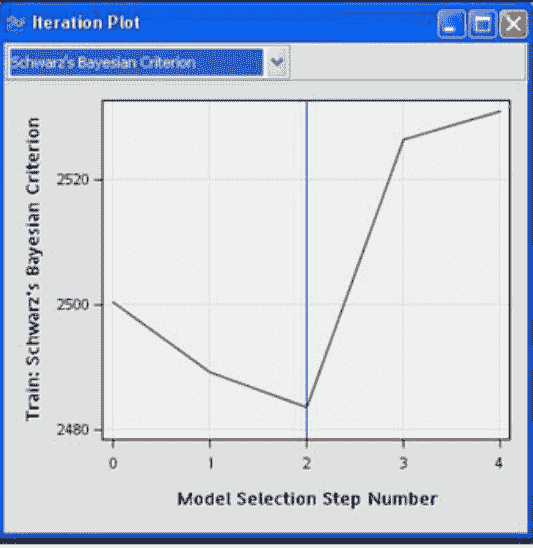 Iteration Plot
Schwarz's Bayesian Criterion
Train: Schwarz's Bayesian Criterion
2520
2500
2480
0 1 2 3 4
Model Selection Step Number